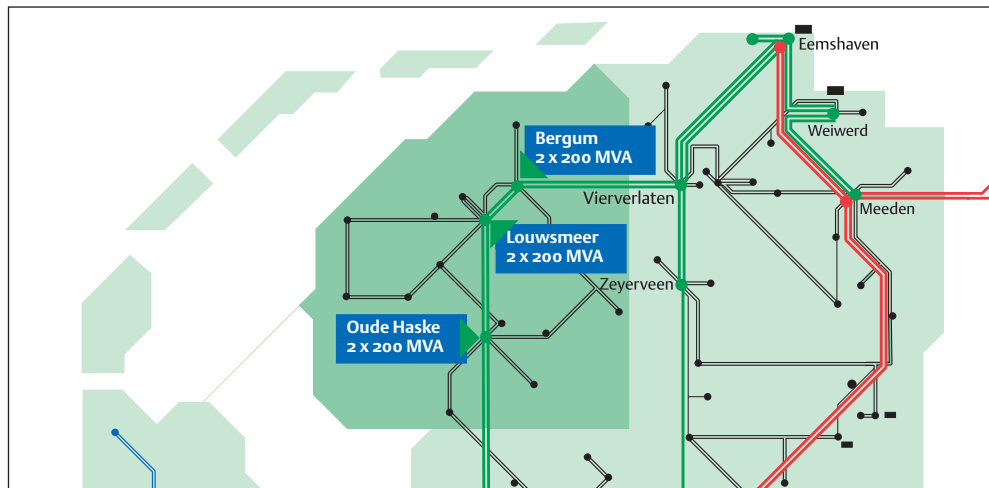 Eemshaven
Weiwerd
Bergum
2 x 200 MVA
Vierverlaten
Meeden
Louwsmeer
2 x 200 MVA
Zeyerveen
Oude Haske
2 x 200 MVA